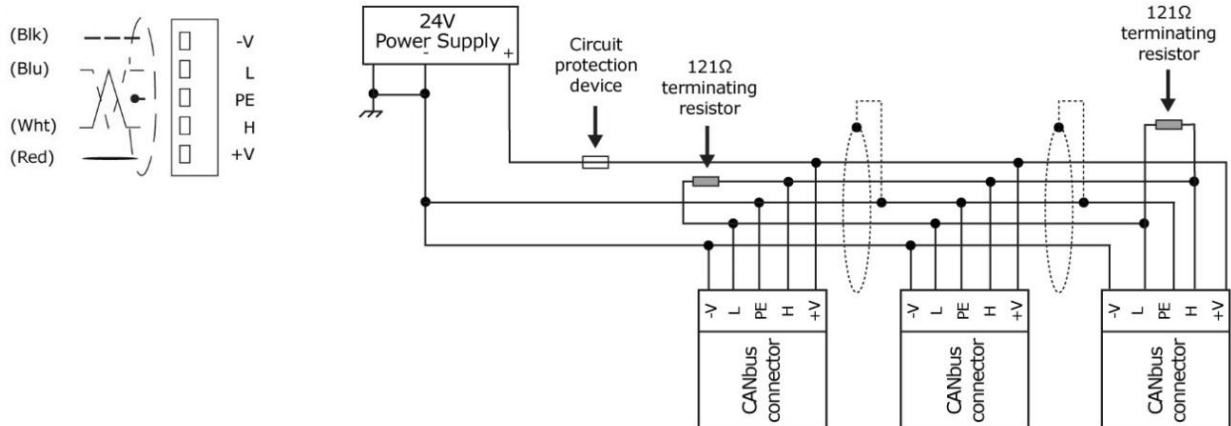 (Blk)
-V
(Blu)
L
PE
(Wht)
H
(Red)
+V
24V
Power Supply
-
+
Circuit
protection
device
121Ω
terminating
resistor
121Ω
terminating
resistor
-V
L
PE
H
+V
CANbus
connector
-V
L
PE
H
+V
CANbus
connector
-V
L
PE
H
+V
CANbus
connector